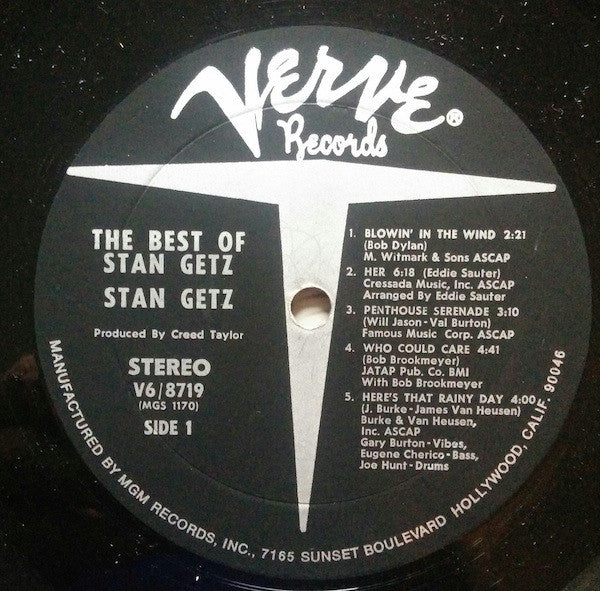 VERVE®
Records
THE BEST OF
STAN GETZ
STAN GETZ
Produced By Creed Taylor
STEREO
V6/8719
(MGS 1170)
SIDE 1
1. BLOWIN' IN THE WIND 2:21
(Bob Dylan)
M. Witmark & Sons ASCAP
2. HER 6:18 (Eddie Sauter)
Cressada Music, Inc. ASCAP
Arranged By Eddie Sauter
3. PENTHOUSE SERENADE 3:10
(Will Jason-Val Burton)
Famous Music Corp. ASCAP
4. WHO COULD CARE 4:41
(Bob Brookmeyer)
JATAP Pub. Co. BMI
With Bob Brookmeyer
5. HERE'S THAT RAINY DAY 4:00
(J. Burke-James Van Heusen)
Burke & Van Heusen,
Inc. ASCAP
Gary Burton-Vibes,
Eugene Cherico-Bass,
Joe Hunt-Drums
MANUFACTURED BY MGM RECORDS, INC., 7165 SUNSET BOULEVARD HOLLYWOOD, CALIF. 90046